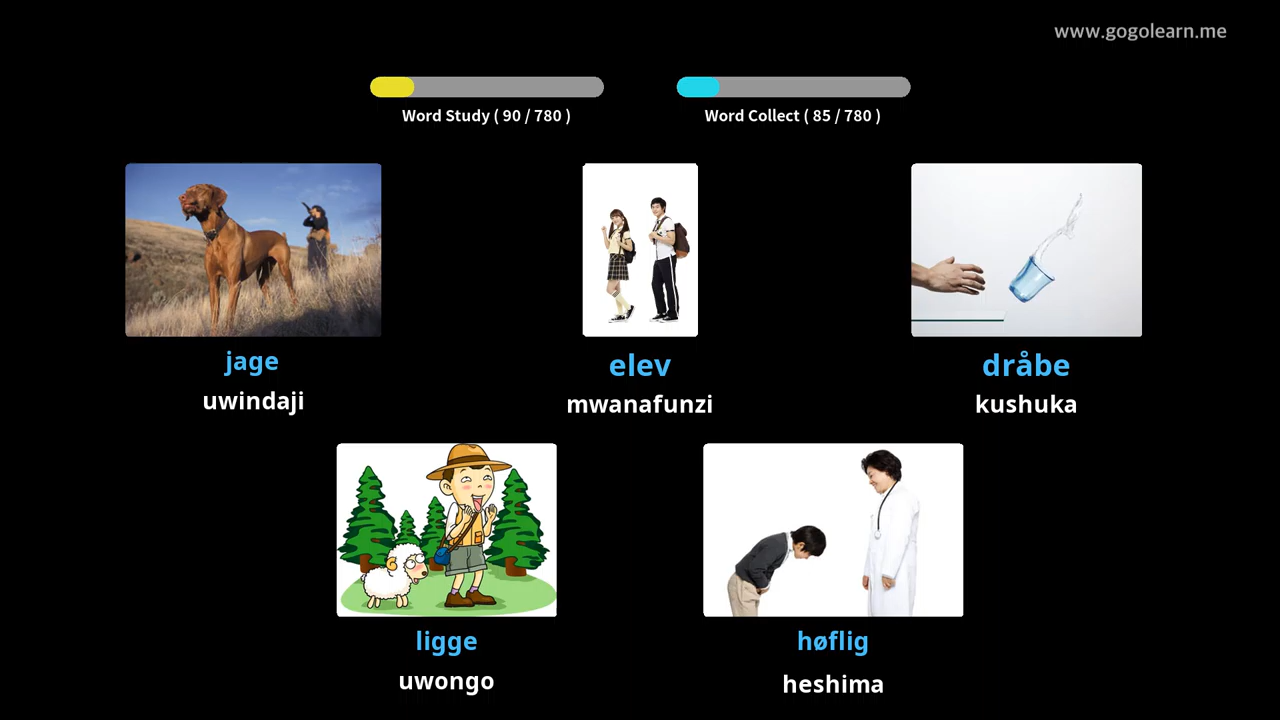 www.gogolearn.me
Word Study ( 90 / 780 )
Word Collect ( 85 / 780 )
jage
uwindaji
elev
mwanafunzi
dråbe
kushuka
ligge
uwongo
høflig
heshima